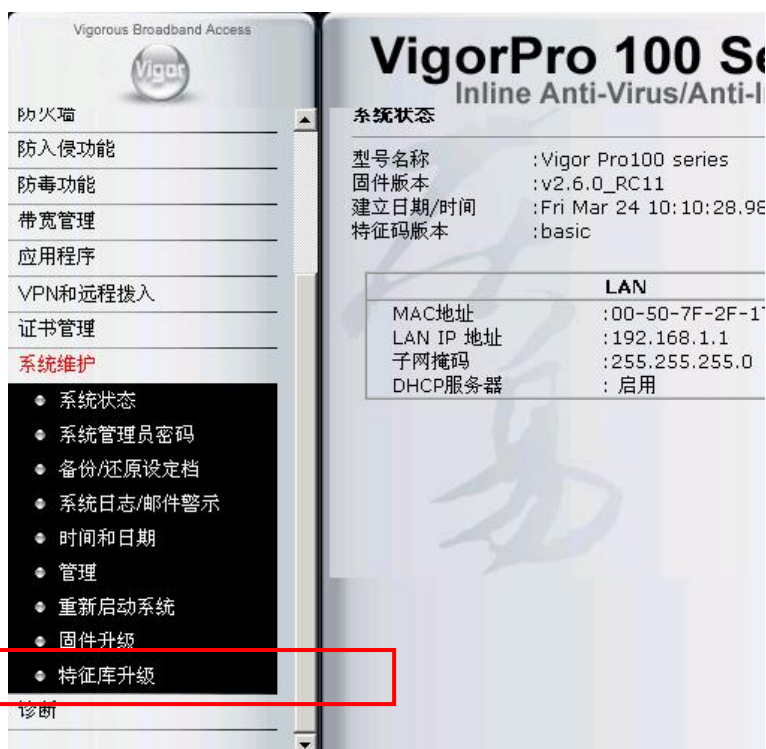 Vigorous Broadband Access
Vigor
防火墙
防入侵功能
防毒功能
带宽管理
应用程序
VPN和远程拨入
证书管理
系统维护
系统状态
系统管理员密码
备份/还原设定档
系统日志/邮件警示
时间和日期
管理
重新启动系统
固件升级
特征库升级
诊断
VigorPro 100 Se
Inline Anti-Virus/Anti-I
系统状态
型号名称 :Vigor Pro100 series
固件版本 :v2.6.0_RC11
建立日期/时间 :Fri Mar 24 10:10:28.98
特征码版本 :basic
LAN
MAC地址 :00-50-7F-2F-17
LAN IP 地址 :192.168.1.1
子网掩码 :255.255.255.0
DHCP服务器 : 启用